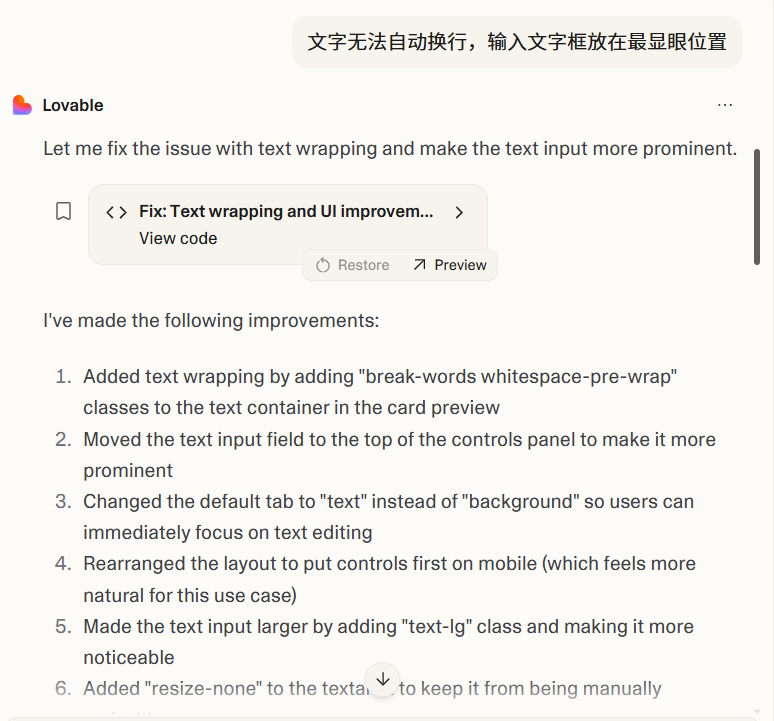 文字无法自动换行，输入文字框放在最显眼位置
Lovable
Let me fix the issue with text wrapping and make the text input more prominent.
Fix: Text wrapping and UI improvem...
View code
Restore
Preview
I've made the following improvements:
1. Added text wrapping by adding "break-words whitespace-pre-wrap"
classes to the text container in the card preview
2. Moved the text input field to the top of the controls panel to make it more
prominent
3. Changed the default tab to "text" instead of "background" so users can
immediately focus on text editing
4. Rearranged the layout to put controls first on mobile (which feels more
natural for this use case)
5. Made the text input larger by adding "text-lg" class and making it more
noticeable
6. Added "resize-none" to the to keep it from being manually